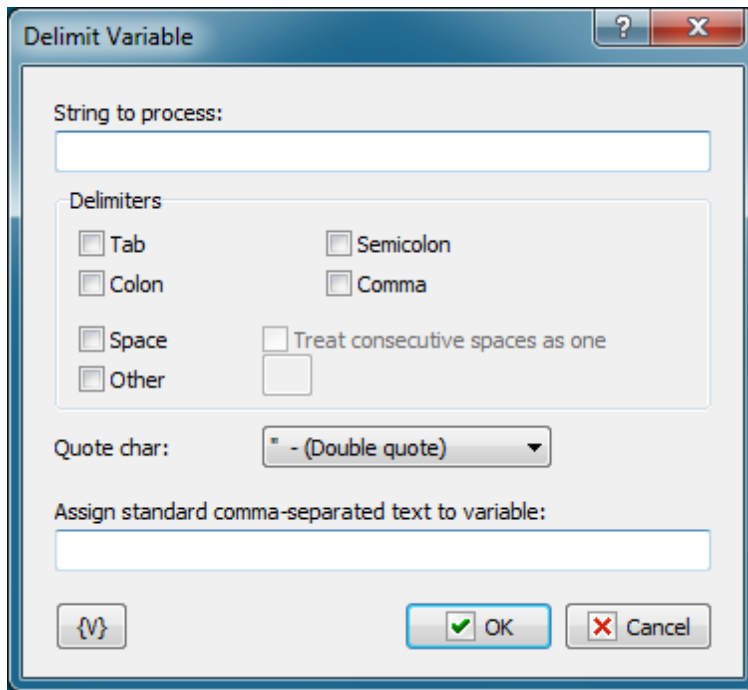 Delimit Variable
?
String to process:
Delimiters
Tab
Semicolon
Colon
Comma
Space
Treat consecutive spaces as one
Other
Quote char:
" - (Double quote)
Assign standard comma-separated text to variable:
{V}
OK
Cancel